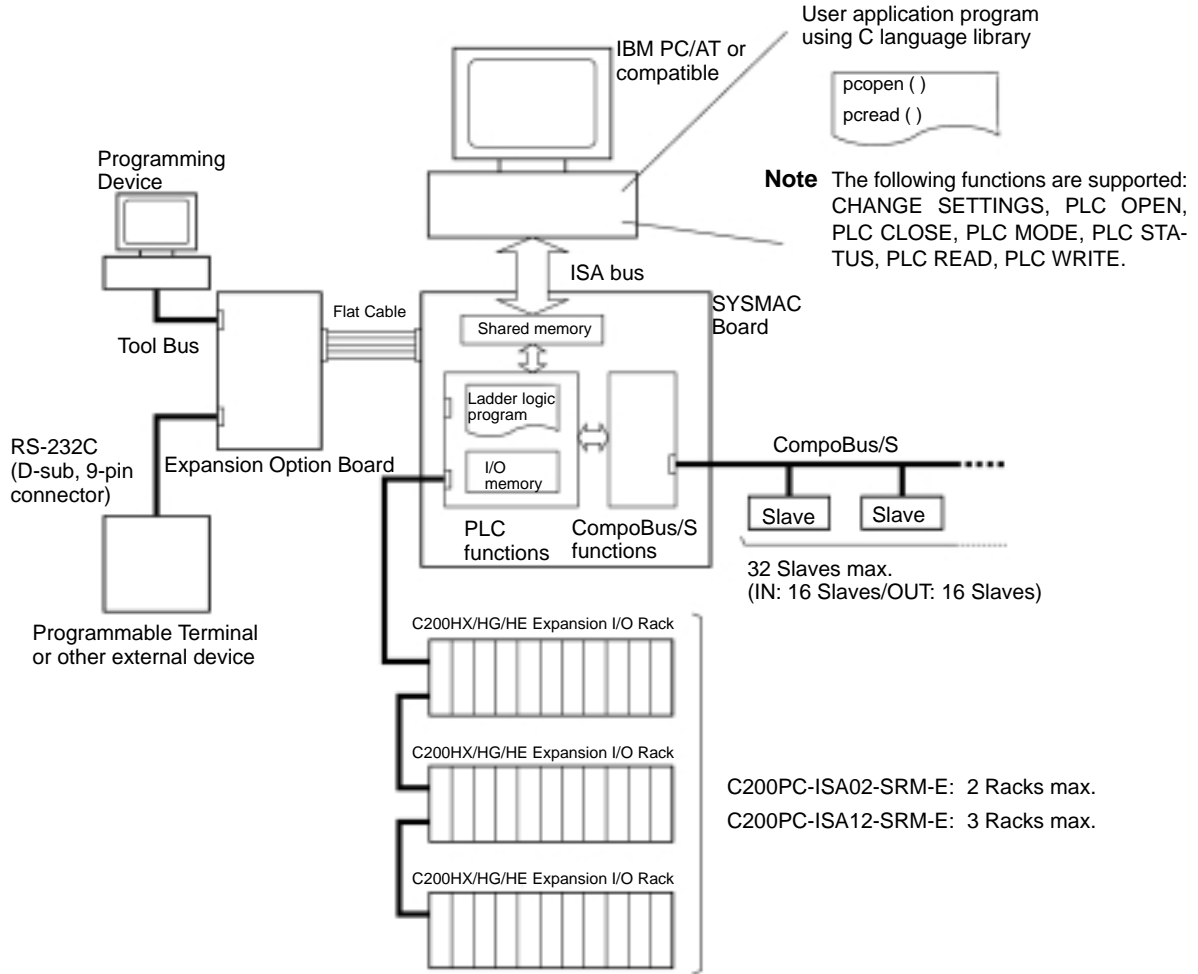 User application program
using C language library
IBM PC/AT or
compatible
pcopen ( )
pcread ( )
Programming
Device
Note The following functions are supported:
CHANGE SETTINGS, PLC OPEN,
PLC CLOSE, PLC MODE, PLC STA-
TUS, PLC READ, PLC WRITE.
ISA bus
SYSMAC
Board
Flat Cable
Shared memory
Tool Bus
Ladder logic
program
RS-232C
(D-sub, 9-pin
connector)
Expansion Option Board
I/O
memory
CompoBus/S
Slave
Slave
PLC
functions
CompoBus/S
functions
32 Slaves max.
(IN: 16 Slaves/OUT: 16 Slaves)
Programmable Terminal
or other external device
C200HX/HG/HE Expansion I/O Rack
C200HX/HG/HE Expansion I/O Rack
C200PC-ISA02-SRM-E: 2 Racks max.
C200PC-ISA12-SRM-E: 3 Racks max.
C200HX/HG/HE Expansion I/O Rack